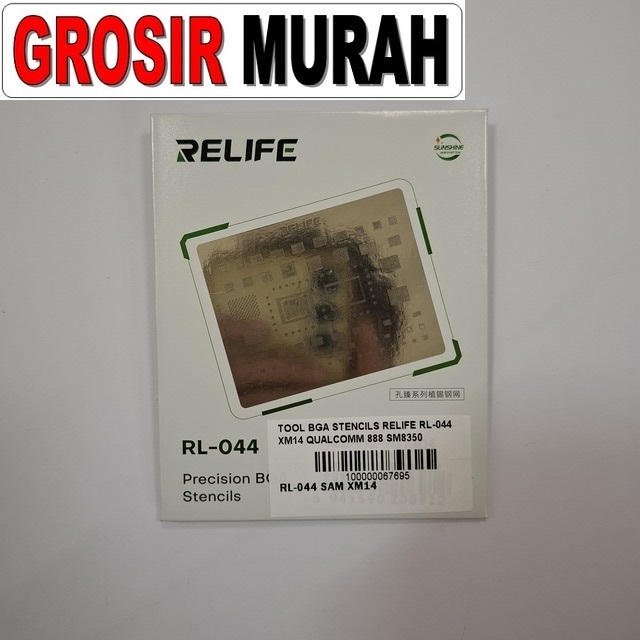 GROSIR MURAH
RELIFE
SUNSHINE
RELIFE
孔臻系列植锡钢网
RL-044
Precision BG
Stencils
TOOL BGA STENCILS RELIFE RL-044
XM14 QUALCOMM 888 SM8350
100000067695
RL-044 SAM XM14